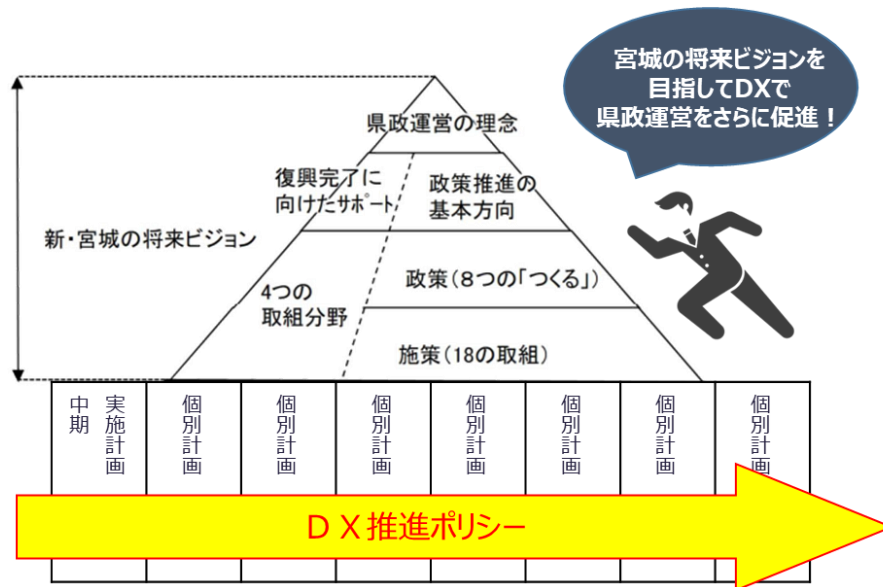 宮城の将来ビジョンを
目指してDXで
県政運営をさらに促進！
県政運営の理念
復興完了に
向けたサポート
政策推進の
基本方向
新・宮城の将来ビジョン
4つの
取組分野
政策（８つの「つくる」）
施策（18の取組）
中期
実施計画
個別計画
個別計画
個別計画
個別計画
個別計画
個別計画
個別計画
ＤＸ推進ポリシー